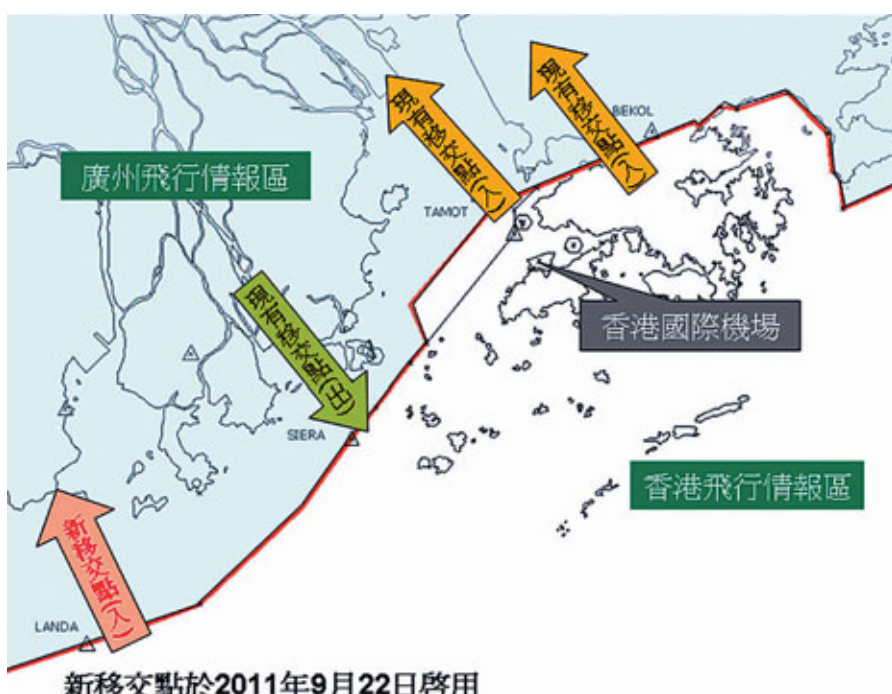 現有移交點(入)
現有移交點(入)
BEKOL
廣州飛行情報區
TAMOT
現有移交點(出)
香港國際機場
SIERA
香港飛行情報區
新移交點(入)
LANDA
新移交點於2011年9月22日啓用